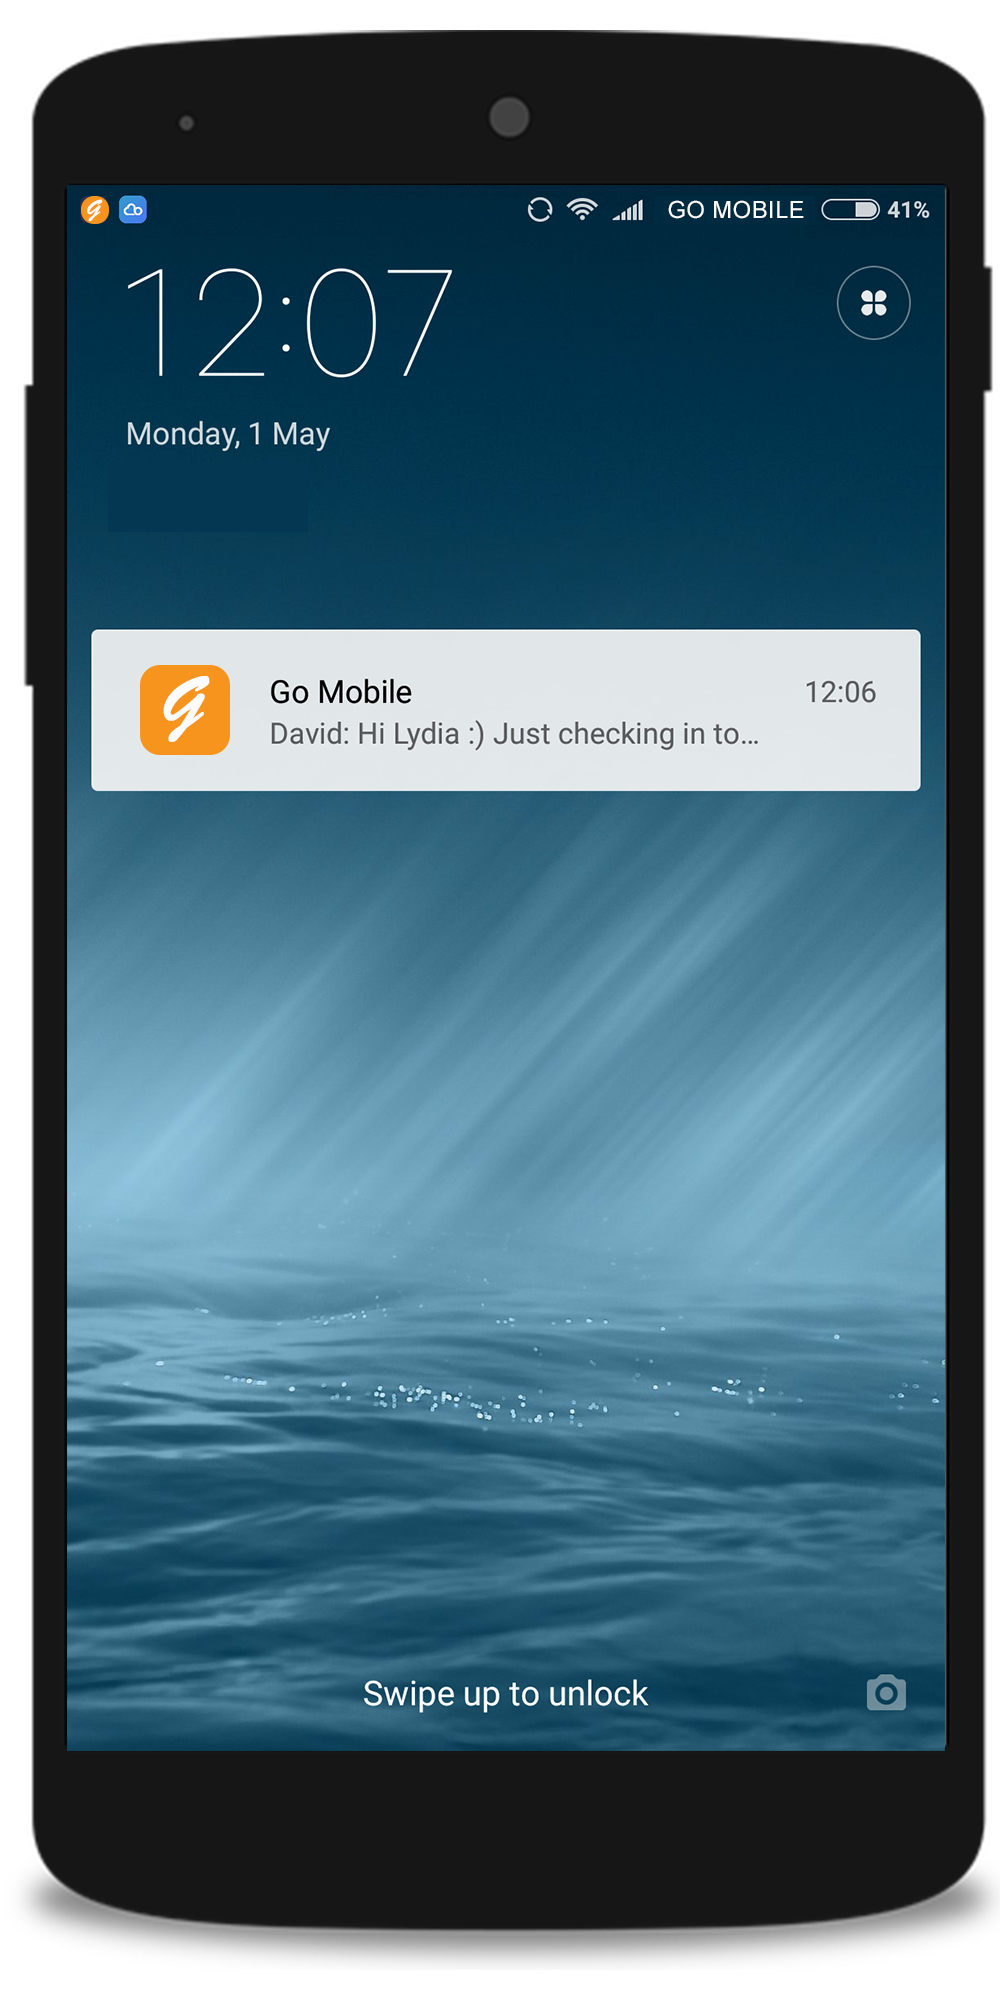 GO MOBILE 41%
12:07
Monday, 1 May
Go Mobile 12:06
David: Hi Lydia :) Just checking in to...
Swipe up to unlock